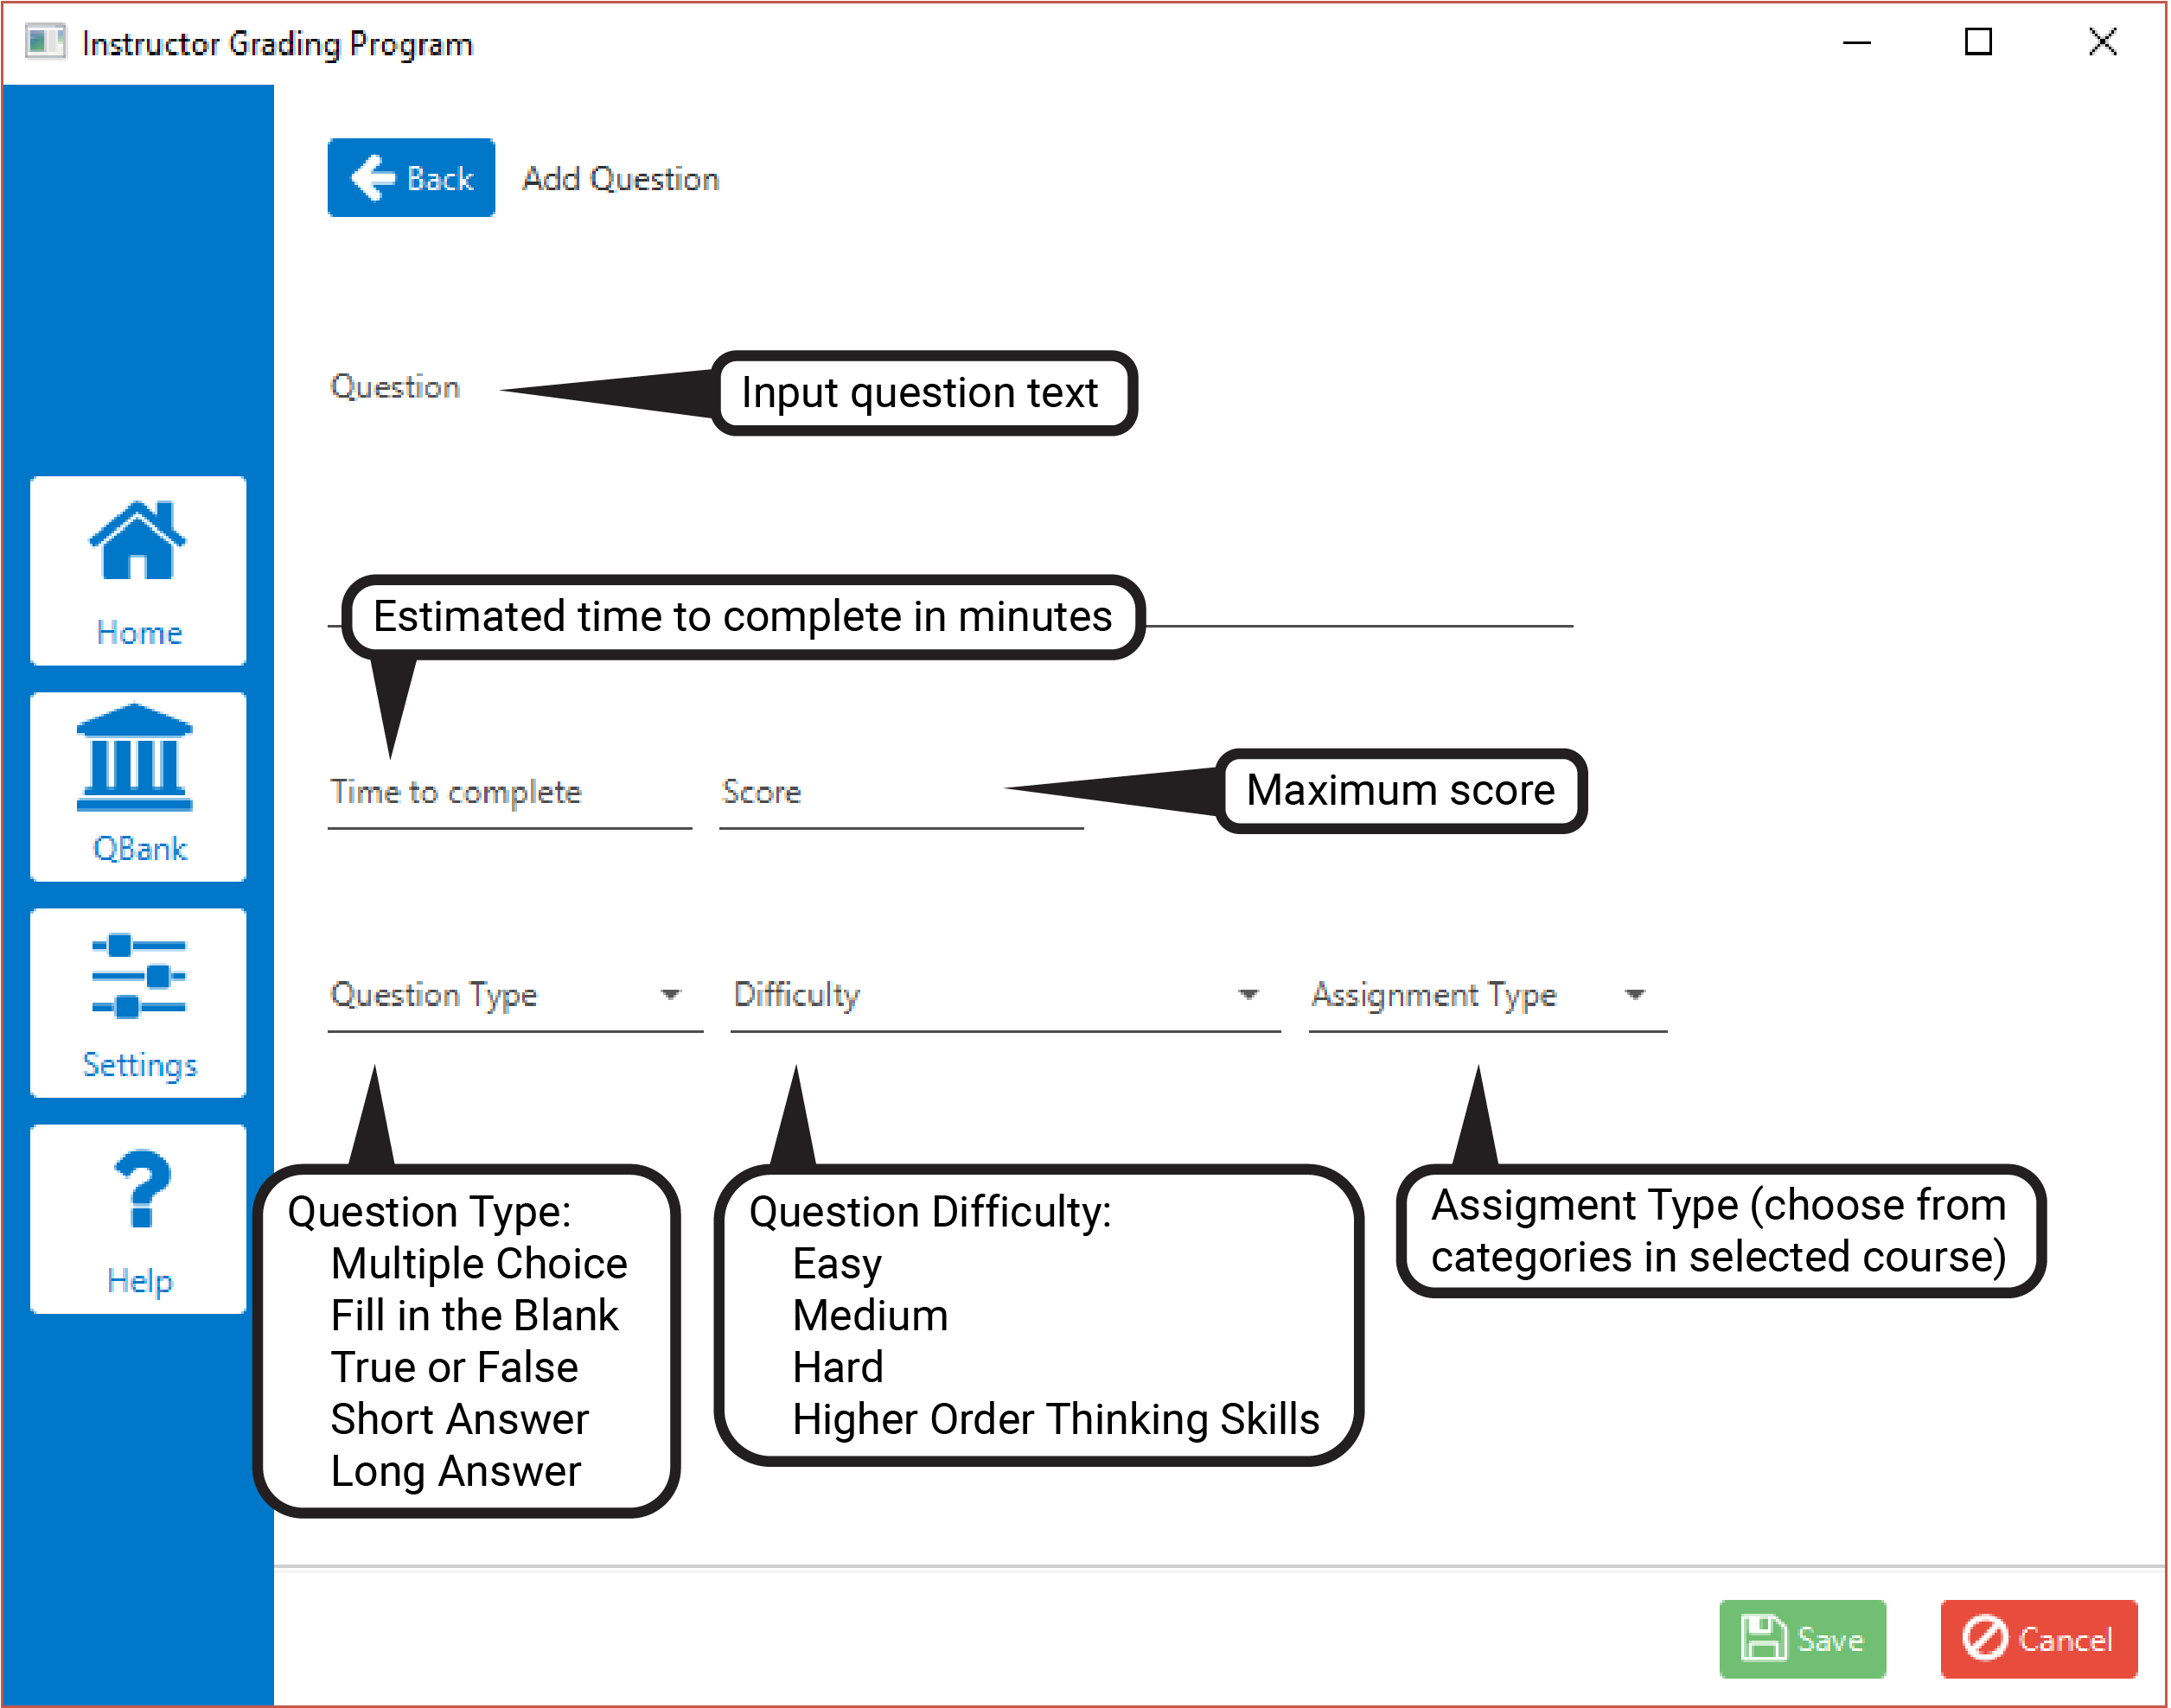 Instructor Grading Program
Back
Add Question
Question
Input question text
Estimated time to complete in minutes
Time to complete
Score
Maximum score
Question Type
Difficulty
Assignment Type
Question Type:
Multiple Choice
Fill in the Blank
True or False
Short Answer
Long Answer
Question Difficulty:
Easy
Medium
Hard
Higher Order Thinking Skills
Assigment Type (choose from
categories in selected course)
Home
QBank
Settings
Help
Save
Cancel